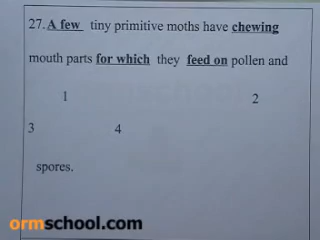 27. A few tiny primitive moths have chewing
mouth parts for which they feed on pollen and
1 2
3 4
spores.
ormschool.com